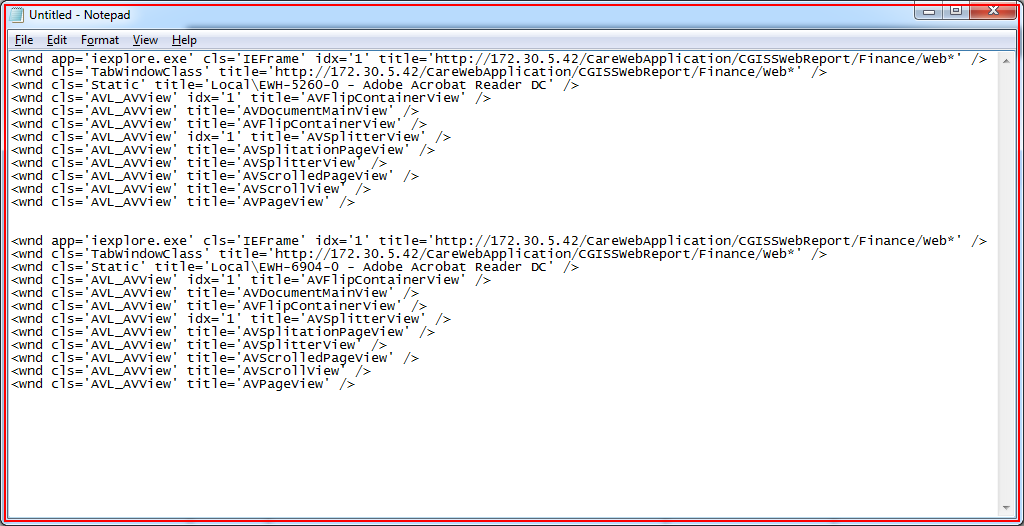 Untitled - Notepad
File Edit Format View Help
<wnd app='iexplore.exe' cls='IEFrame' idx='1' title='http://172.30.5.42/CareWebApplication/CGISSWebReport/Finance/Web*' />
<wnd cls='TabWindowClass' title='http://172.30.5.42/CareWebApplication/CGISSWebReport/Finance/Web*' />
<wnd cls='Static' title='Local\EWH-5260-0 - Adobe Acrobat Reader DC' />
<wnd cls='AVL_AVView' idx='1' title='AVFlipContainerView' />
<wnd cls='AVL_AVView' title='AVDocumentMainView' />
<wnd cls='AVL_AVView' title='AVFlipContainerView' />
<wnd cls='AVL_AVView' idx='1' title='AVSplitterView' />
<wnd cls='AVL_AVView' title='AVSplitationPageView' />
<wnd cls='AVL_AVView' title='AVSplitterView' />
<wnd cls='AVL_AVView' title='AVScrolledPageView' />
<wnd cls='AVL_AVView' title='AVScrollView' />
<wnd cls='AVL_AVView' title='AVPageView' />
<wnd app='iexplore.exe' cls='IEFrame' idx='1' title='http://172.30.5.42/CareWebApplication/CGISSWebReport/Finance/Web*' />
<wnd cls='TabWindowClass' title='http://172.30.5.42/CareWebApplication/CGISSWebReport/Finance/Web*' />
<wnd cls='Static' title='Local\EWH-6904-0 - Adobe Acrobat Reader DC' />
<wnd cls='AVL_AVView' idx='1' title='AVFlipContainerView' />
<wnd cls='AVL_AVView' title='AVDocumentMainView' />
<wnd cls='AVL_AVView' title='AVFlipContainerView' />
<wnd cls='AVL_AVView' idx='1' title='AVSplitterView' />
<wnd cls='AVL_AVView' title='AVSplitationPageView' />
<wnd cls='AVL_AVView' title='AVSplitterView' />
<wnd cls='AVL_AVView' title='AVScrolledPageView' />
<wnd cls='AVL_AVView' title='AVScrollView' />
<wnd cls='AVL_AVView' title='AVPageView' />